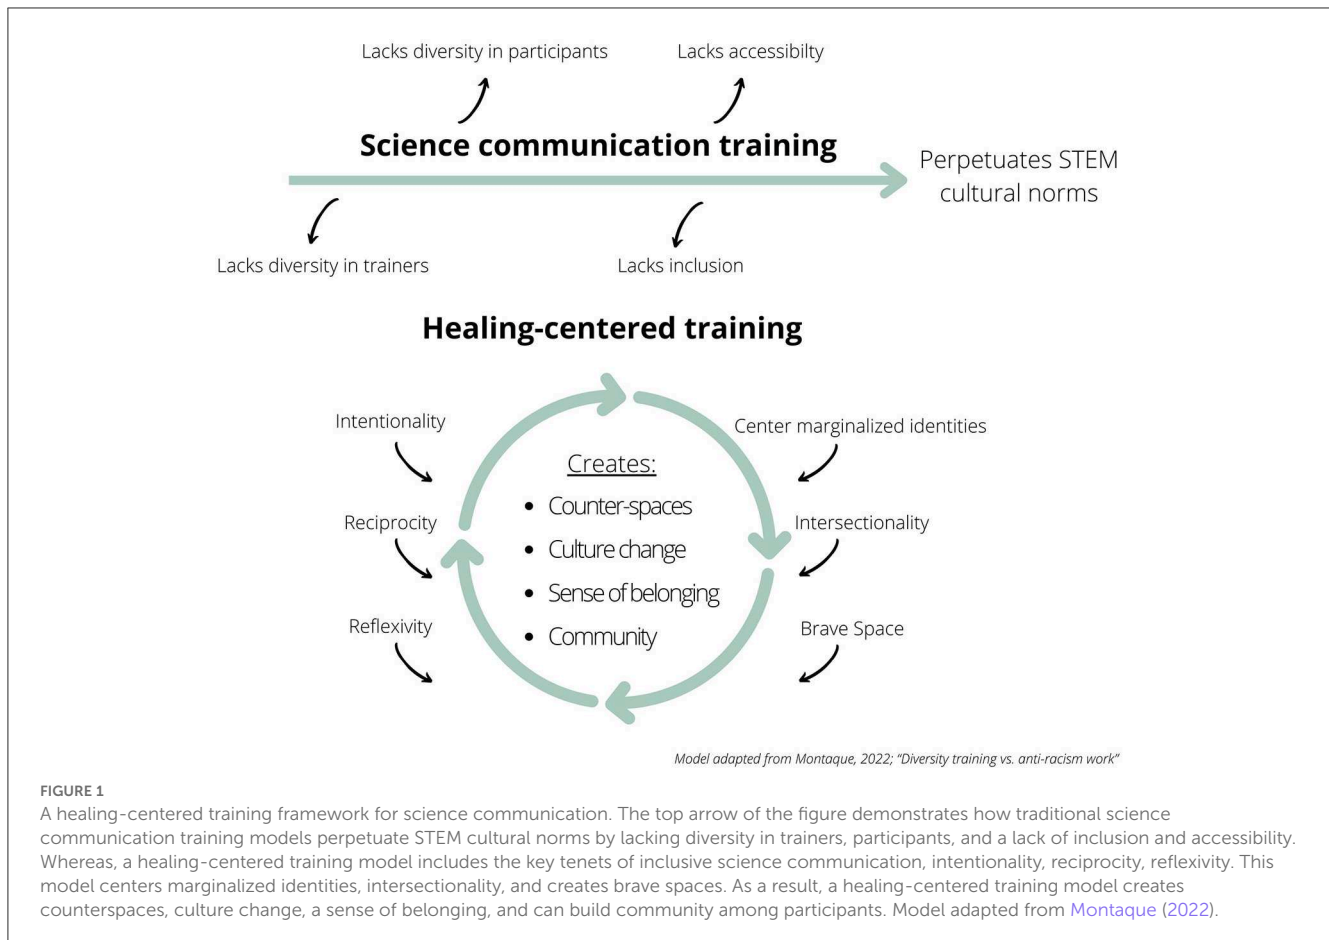 Lacks diversity in participants
Lacks accessibilty
Science communication training
Perpetuates STEM
cultural norms
Lacks diversity in trainers
Lacks inclusion
Healing-centered training
Intentionality
Reciprocity
Reflexivity
Creates:
• Counter-spaces
• Culture change
• Sense of belonging
• Community
Center marginalized identities
Intersectionality
Brave Space
Model adapted from Montaque, 2022; “Diversity training vs. anti-racism work”
FIGURE 1
A healing-centered training framework for science communication. The top arrow of the figure demonstrates how traditional science
communication training models perpetuate STEM cultural norms by lacking diversity in trainers, participants, and a lack of inclusion and accessibility.
Whereas, a healing-centered training model includes the key tenets of inclusive science communication, intentionality, reciprocity, reflexivity. This
model centers marginalized identities, intersectionality, and creates brave spaces. As a result, a healing-centered training model creates
counterspaces, culture change, a sense of belonging, and can build community among participants. Model adapted from Montaque (2022).